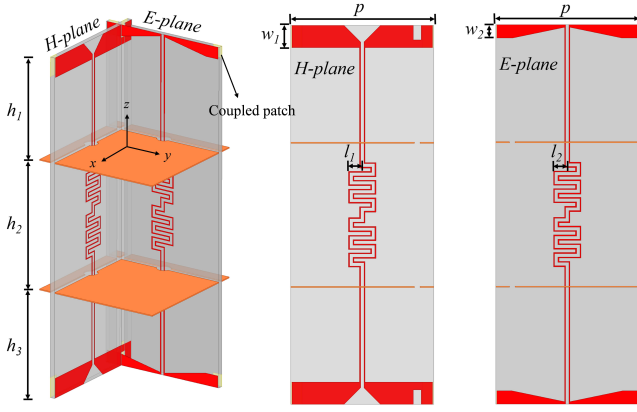 H-plane
E-plane
h1
Coupled patch
z
x
y
h2
h3
p
w1
H-plane
l1
p
w2
E-plane
l2